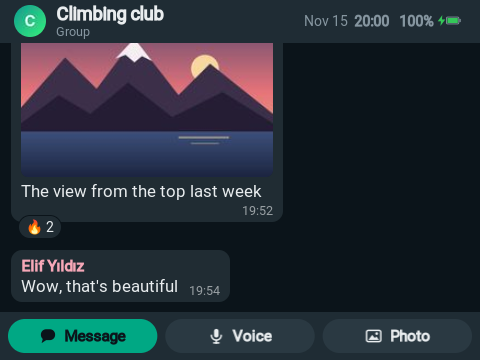 C
Climbing club
Group
Nov 15 20:00 100%
The view from the top last week
19:52
🔥 2
Elif Yıldız
Wow, that's beautiful 19:54
Message Voice Photo